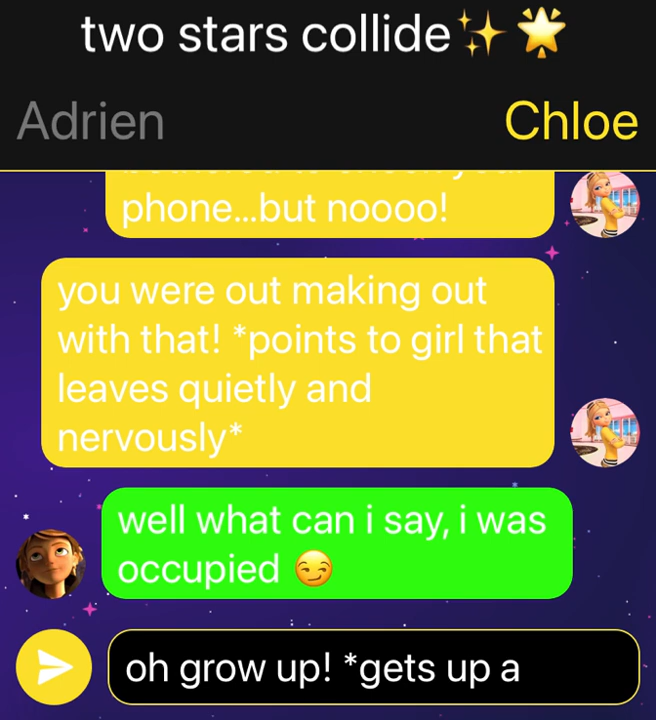 two stars collide✨🌟
Adrien
Chloe
phone...but noooo!
you were out making out
with that! *points to girl that
leaves quietly and
nervously*
well what can i say, i was
occupied 😏
oh grow up! *gets up a